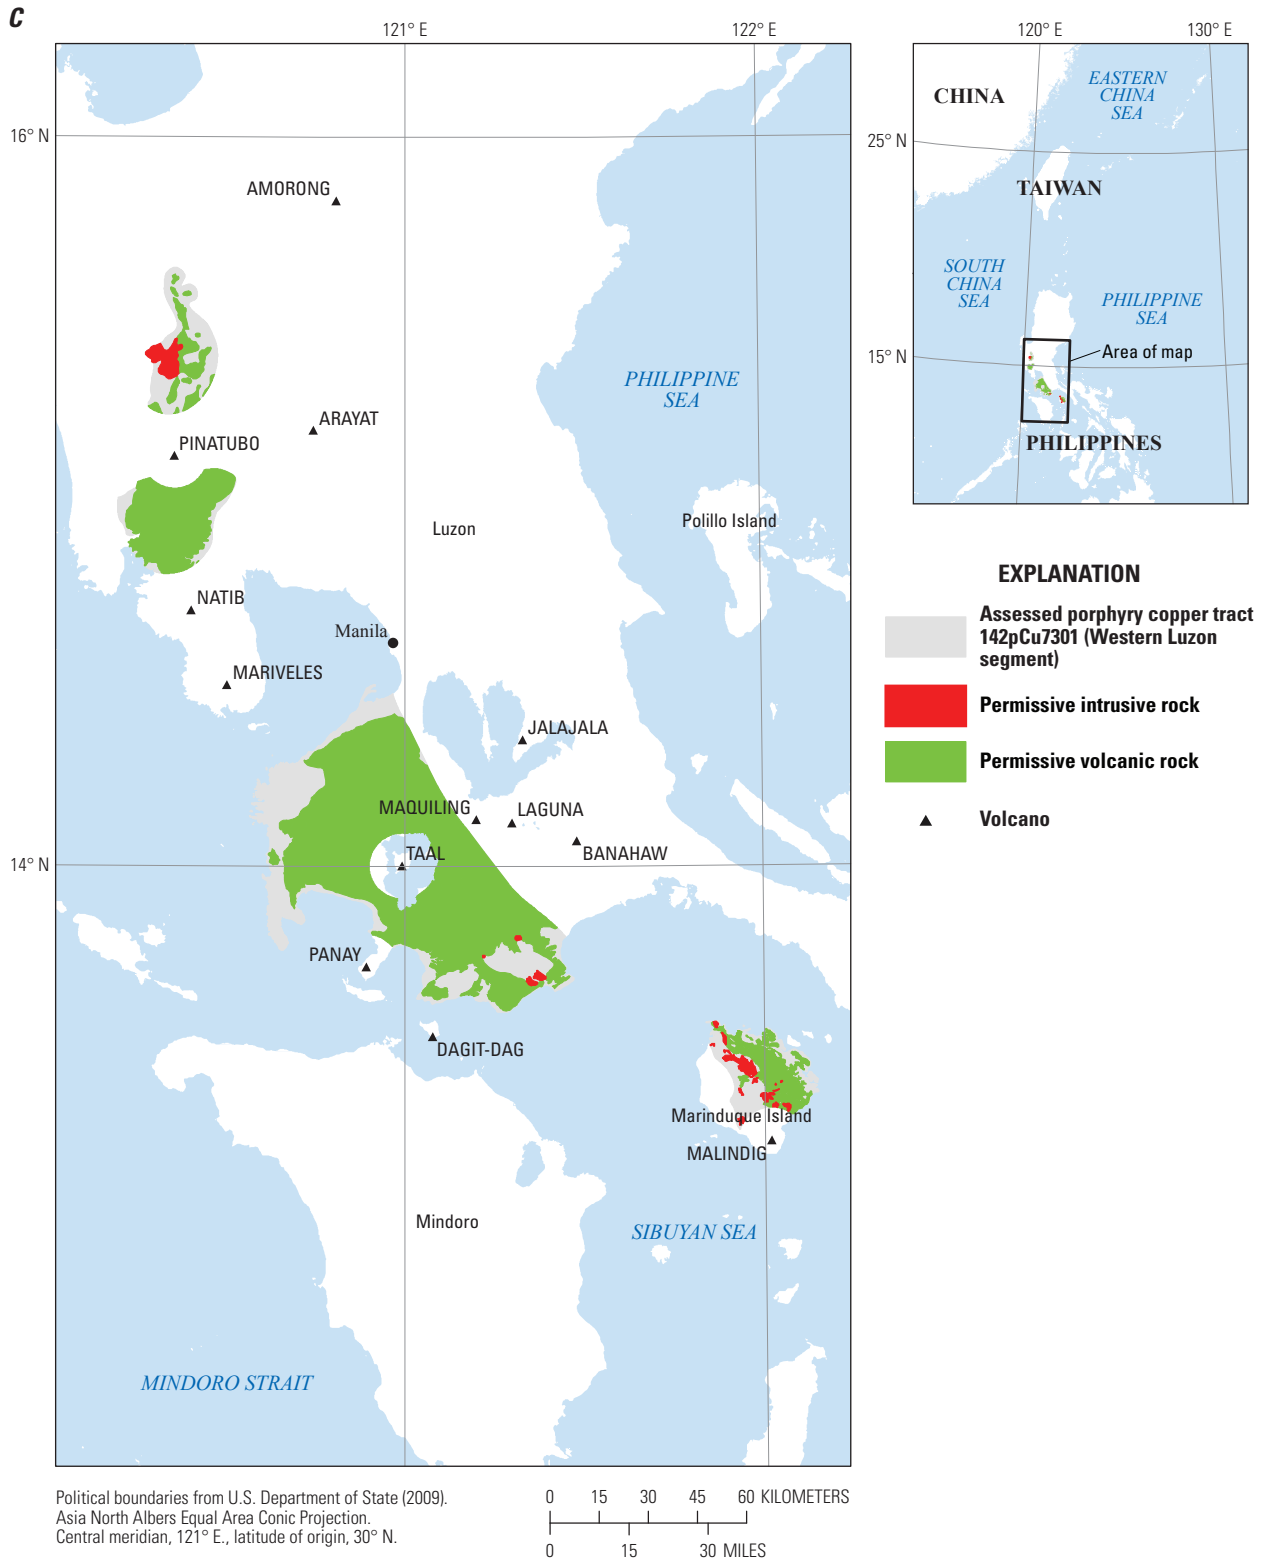 C
121° E
122° E
16° N
AMORONG
ARAYAT
PINATUBO
PHILIPPINE
SEA
Luzon
Polillo Island
NATIB
Manila
MARIVELES
JALAJALA
MAQUILING
LAGUNA
TAAL
BANAHAW
14° N
PANAY
DAGIT-DAG
Marinduque Island
MALINDIG
Mindoro
SIBUYAN SEA
MINDORO STRAIT
120° E
130° E
CHINA
EASTERN
CHINA
SEA
25° N
TAIWAN
SOUTH
CHINA
SEA
PHILIPPINE
SEA
15° N
Area of map
PHILIPPINES
EXPLANATION
Assessed porphyry copper tract
142pCu7301 (Western Luzon
segment)
Permissive intrusive rock
Permissive volcanic rock
Volcano
Political boundaries from U.S. Department of State (2009).
Asia North Albers Equal Area Conic Projection.
Central meridian, 121° E., latitude of origin, 30° N.
0 15 30 45 60 KILOMETERS
0 15 30 MILES